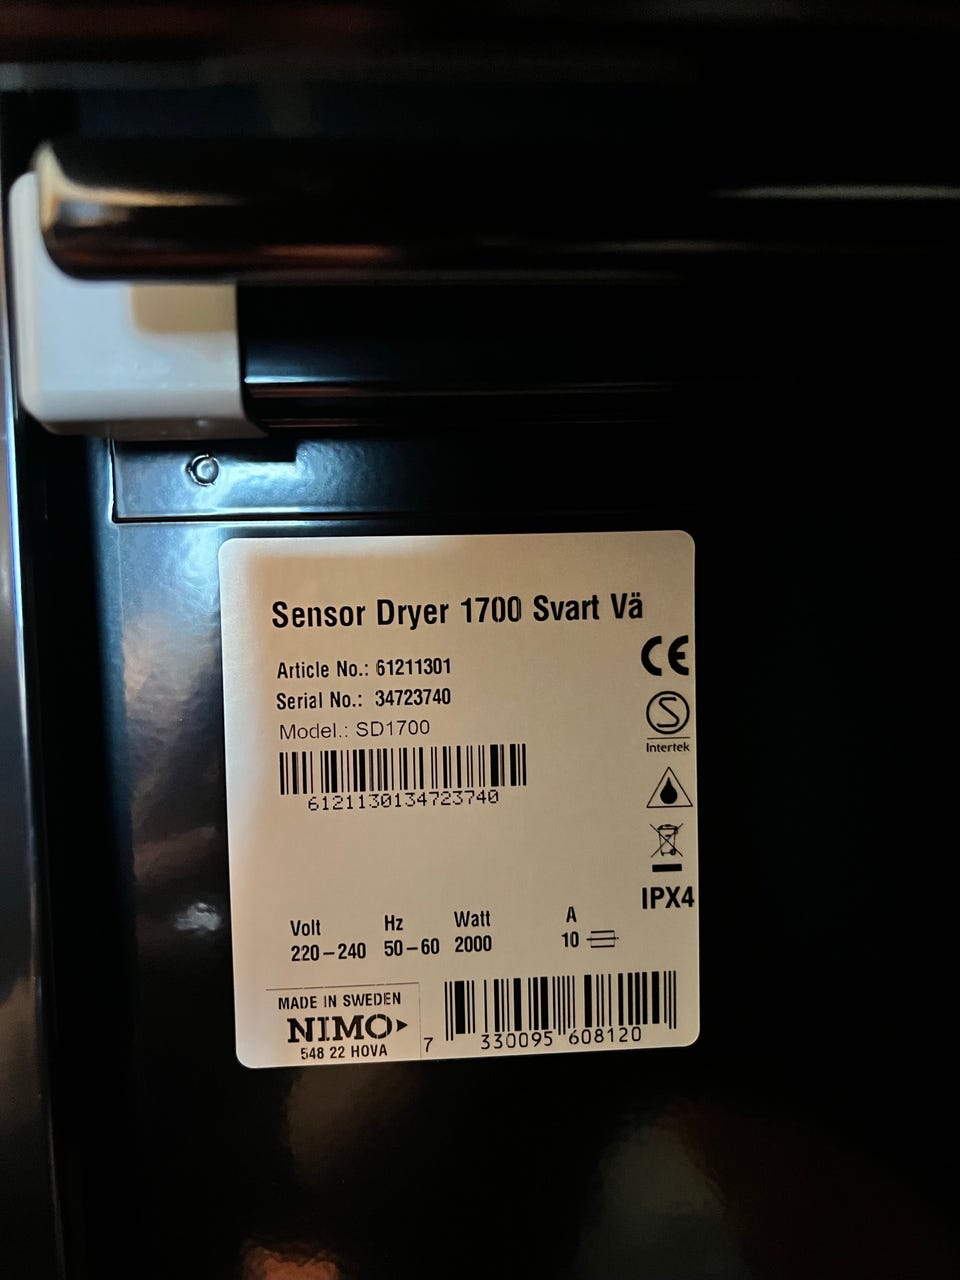 Sensor Dryer 1700 Svart Vä
Article No.: 61211301
Serial No.: 34723740
Model.: SD1700
6121130134723740
CE
S
Intertek
IPX4
Volt Hz Watt A
220-240 50-60 2000 10
MADE IN SWEDEN
NIMO
548 22 HOVA
7 330095 608120